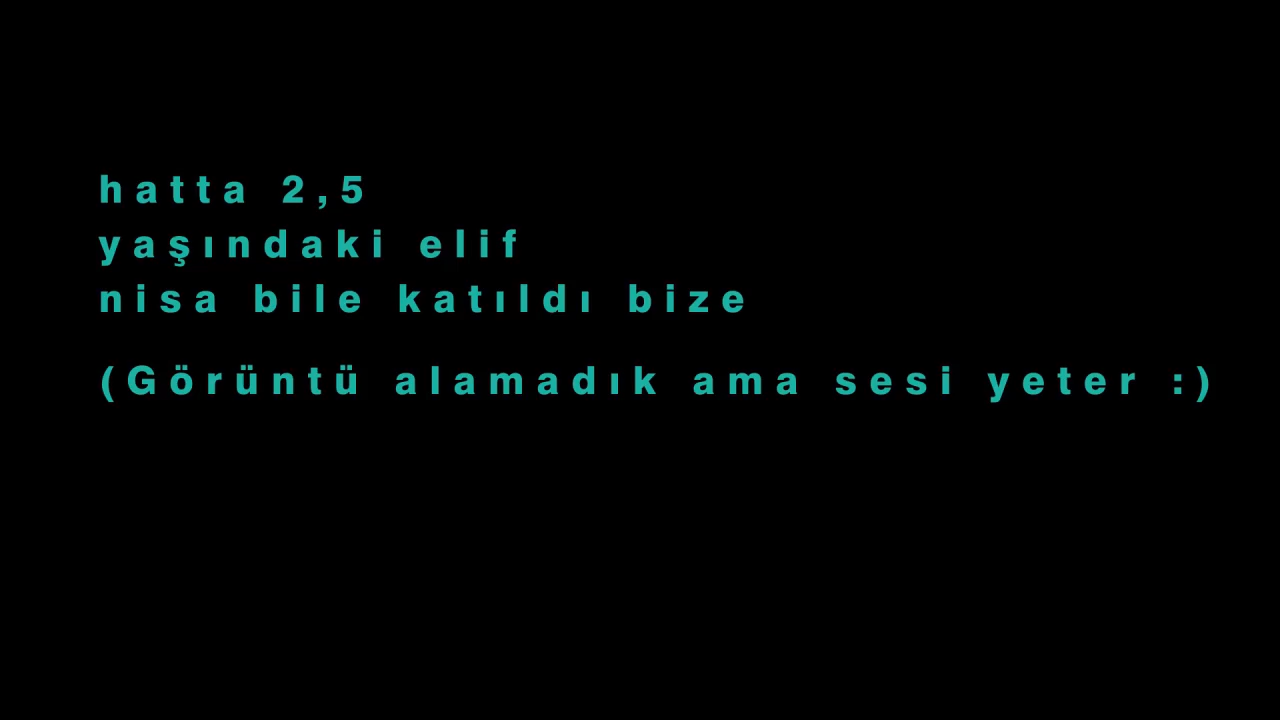 hatta 2,5
yaşındaki elif
nisa bile katıldı bize
(Görüntü alamadık ama sesi yeter :)